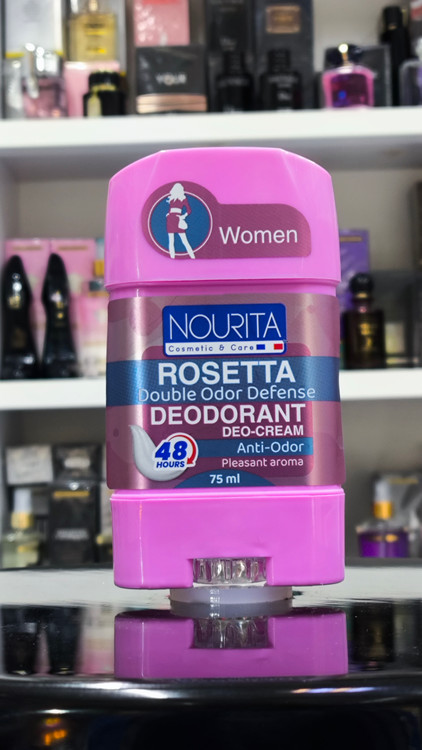 YOUR
Women
NOURITA
Cosmetic & Care
ROSETTA
Double Odor Defense
DEODORANT
DEO-CREAM
48
HOURS
Anti-Odor
Pleasant aroma
75 ml